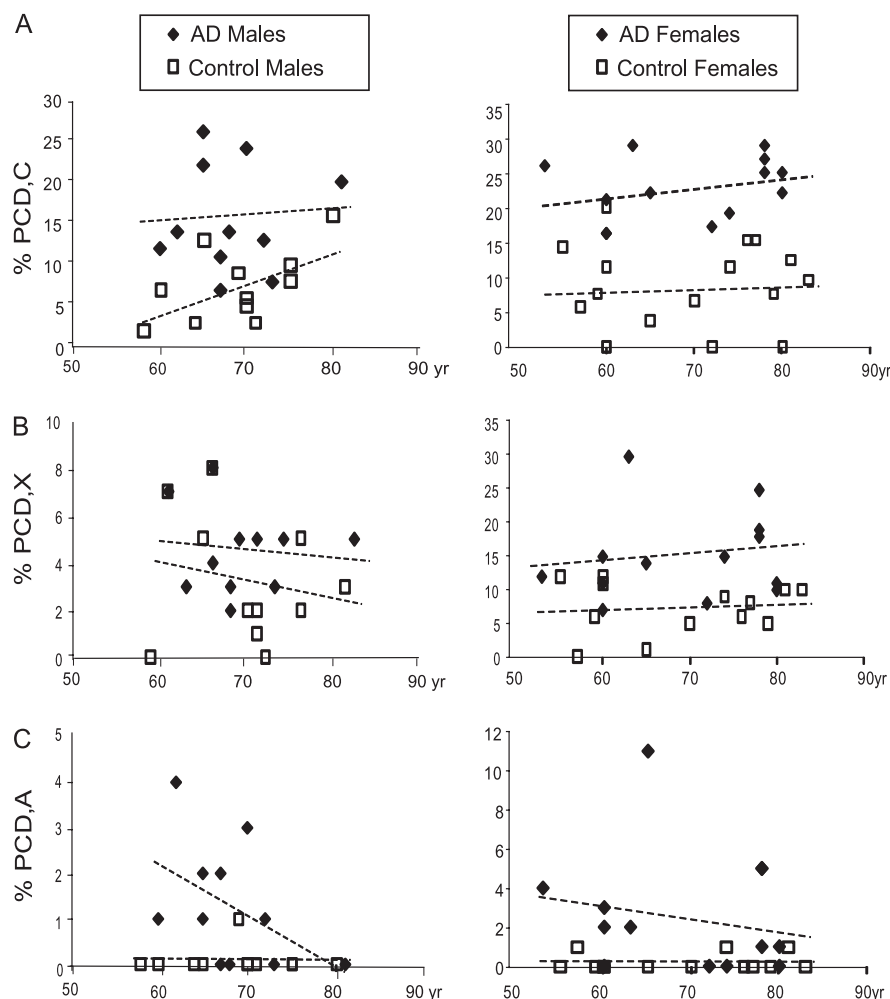 A
AD Males
Control Males
AD Females
Control Females
% PCD,C
30
25
20
15
10
5
0
50 60 70 80 90 yr
35
30
25
20
15
10
5
0
50 60 70 80 90yr
B
% PCD,X
10
8
6
4
2
0
50 60 70 80 90 yr
35
30
25
20
15
10
5
0
50 60 70 80 90yr
C
% PCD,A
5
4
3
2
1
0
50 60 70 80 90 yr
12
10
8
6
4
2
0
50 60 70 80 90yr